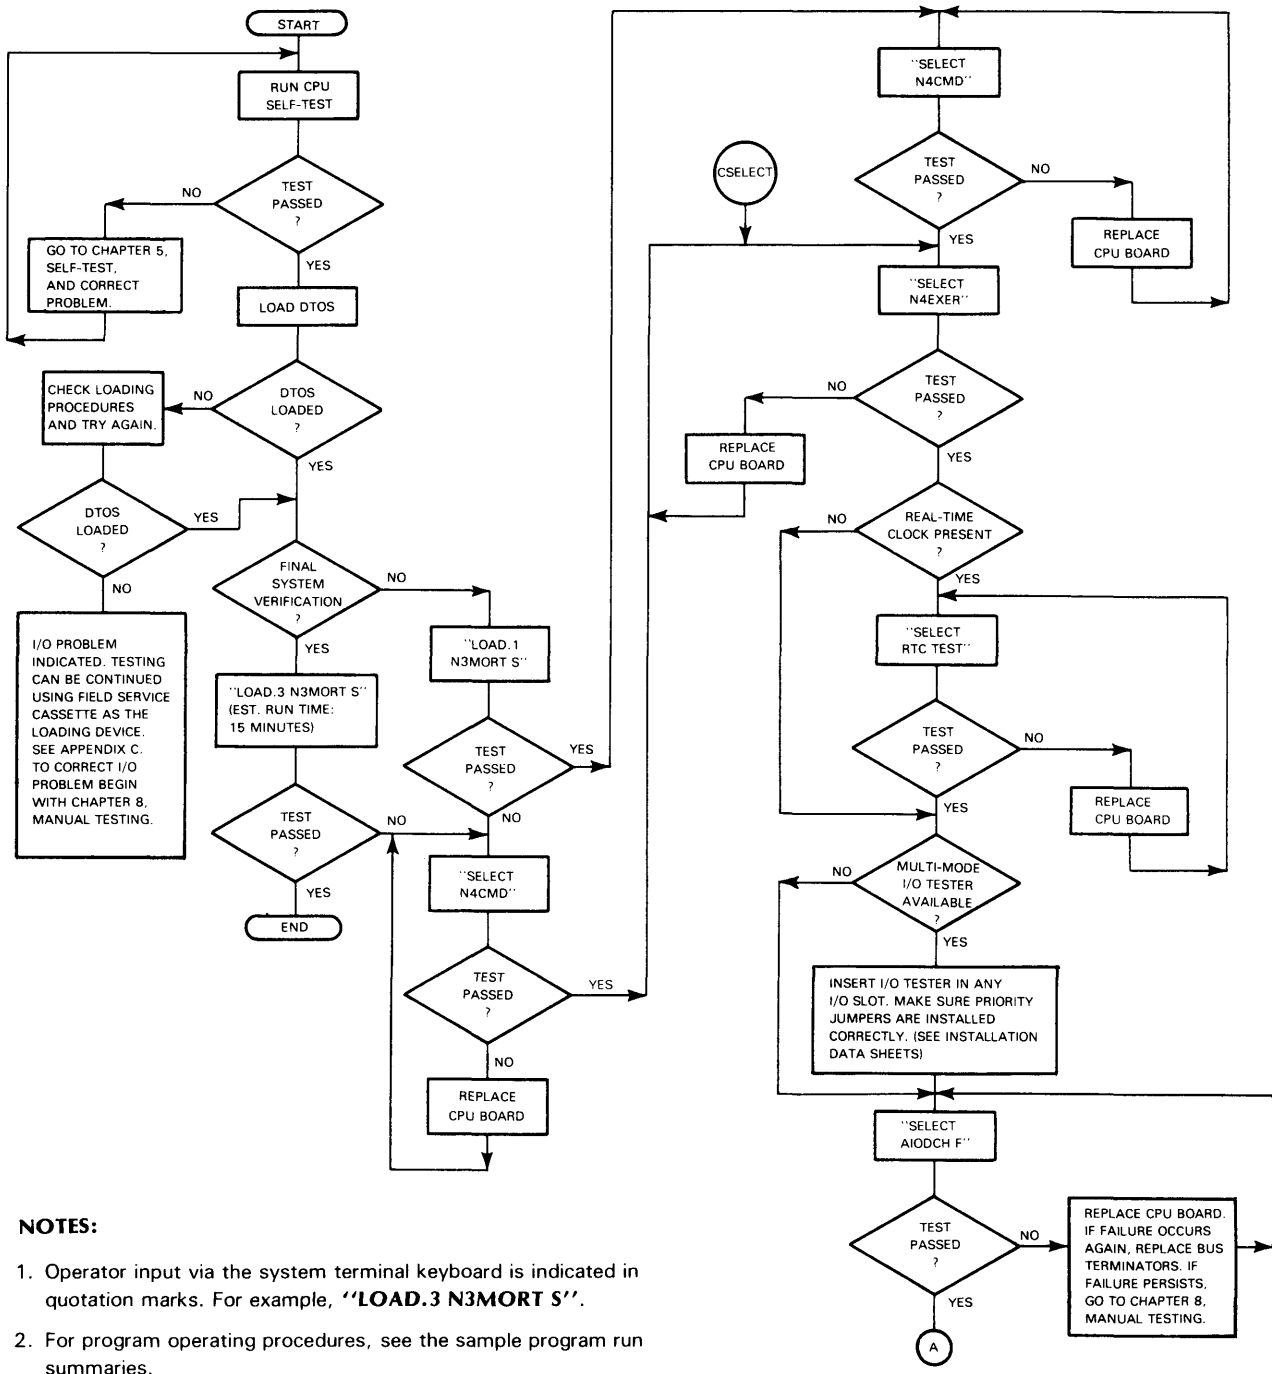 START
RUN CPU
SELF-TEST
TEST
PASSED
?
NO
YES
GO TO CHAPTER 5,
SELF-TEST,
AND CORRECT
PROBLEM.
LOAD DTOS
DTOS
LOADED
?
NO
YES
CHECK LOADING
PROCEDURES
AND TRY AGAIN.
DTOS
LOADED
?
YES
NO
I/O PROBLEM
INDICATED. TESTING
CAN BE CONTINUED
USING FIELD SERVICE
CASSETTE AS THE
LOADING DEVICE.
SEE APPENDIX C.
TO CORRECT I/O
PROBLEM BEGIN
WITH CHAPTER 8,
MANUAL TESTING.
FINAL
SYSTEM
VERIFICATION
?
NO
YES
''LOAD.3 N3MORT S''
(EST. RUN TIME:
15 MINUTES)
TEST
PASSED
?
NO
YES
END
''LOAD.1
N3MORT S''
TEST
PASSED
?
YES
NO
''SELECT
N4CMD''
TEST
PASSED
?
YES
NO
REPLACE
CPU BOARD
''SELECT
N4CMD''
TEST
PASSED
?
NO
YES
REPLACE
CPU BOARD
CSELECT
''SELECT
N4EXER''
TEST
PASSED
?
NO
YES
REPLACE
CPU BOARD
REAL-TIME
CLOCK PRESENT
?
NO
YES
''SELECT
RTC TEST''
TEST
PASSED
?
NO
YES
REPLACE
CPU BOARD
MULTI-MODE
I/O TESTER
AVAILABLE
?
NO
YES
INSERT I/O TESTER IN ANY
I/O SLOT. MAKE SURE PRIORITY
JUMPERS ARE INSTALLED
CORRECTLY. (SEE INSTALLATION
DATA SHEETS)
''SELECT
AIODCH F''
TEST
PASSED
?
NO
YES
REPLACE CPU BOARD.
IF FAILURE OCCURS
AGAIN, REPLACE BUS
TERMINATORS. IF
FAILURE PERSISTS,
GO TO CHAPTER 8,
MANUAL TESTING.
A
NOTES:
1. Operator input via the system terminal keyboard is indicated in
quotation marks. For example, ''LOAD.3 N3MORT S''.
2. For program operating procedures, see the sample program run
summaries.